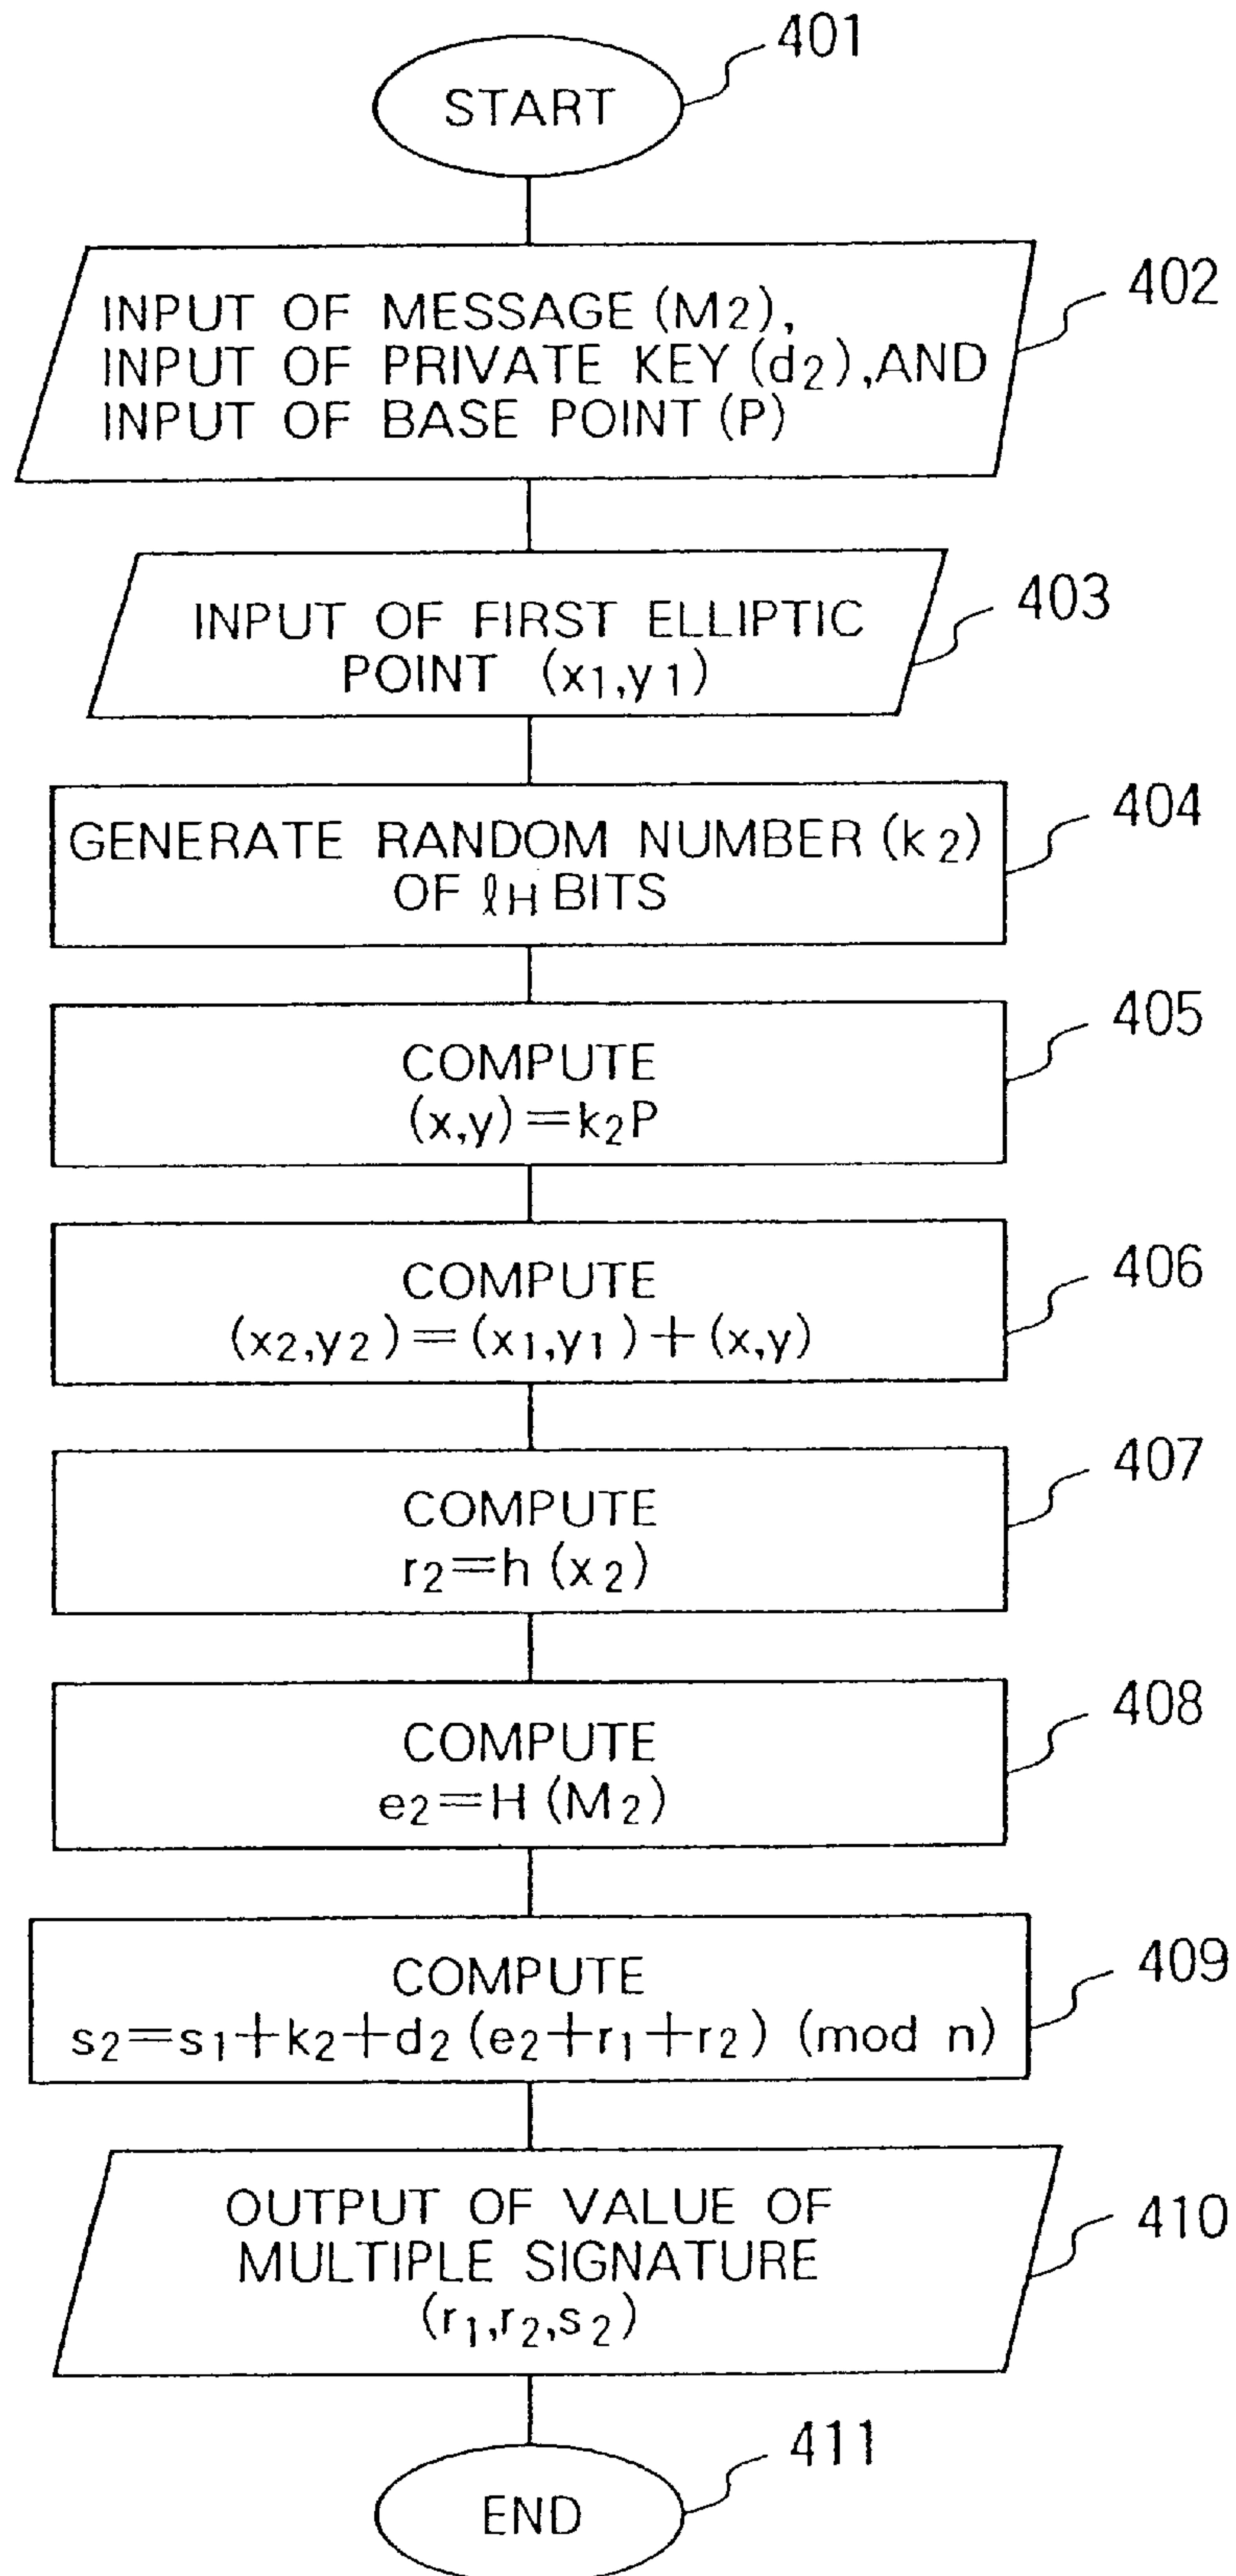 401
START
402
INPUT OF MESSAGE (M2),
INPUT OF PRIVATE KEY (d2), AND
INPUT OF BASE POINT (P)
403
INPUT OF FIRST ELLIPTIC
POINT (x1,y1)
404
GENERATE RANDOM NUMBER (k2)
OF ℓH BITS
405
COMPUTE
(x,y)=k2P
406
COMPUTE
(x2,y2)=(x1,y1)+(x,y)
407
COMPUTE
r2=h(x2)
408
COMPUTE
e2=H(M2)
409
COMPUTE
s2=s1+k2+d2(e2+r1+r2) (mod n)
410
OUTPUT OF VALUE OF
MULTIPLE SIGNATURE
(r1,r2,s2)
411
END